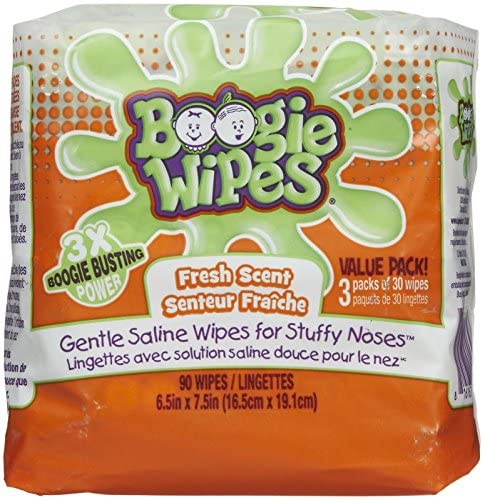 Boogie
Wipes®
3X
BOOGIE BUSTING
POWER
Fresh Scent
Senteur Fraîche
VALUE PACK!
3 packs of 30 wipes
paquets de 30 lingettes
Gentle Saline Wipes for Stuffy Noses™
Lingettes avec solution saline douce pour le nez MC
90 WIPES / LINGETTES
6.5in x 7.5in (16.5cm x 19.1cm)